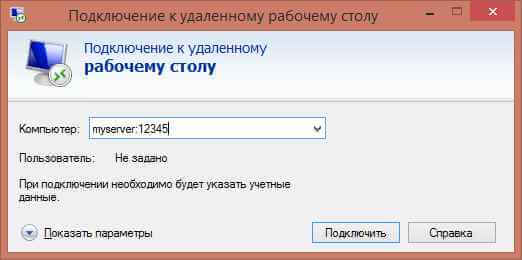 Подключение к удаленному рабочему столу
Подключение к удаленному
рабочему столу
Компьютер: myserver:12345
Пользователь: Не задано
При подключении необходимо будет указать учетные
данные.
Показать параметры Подключить Справка